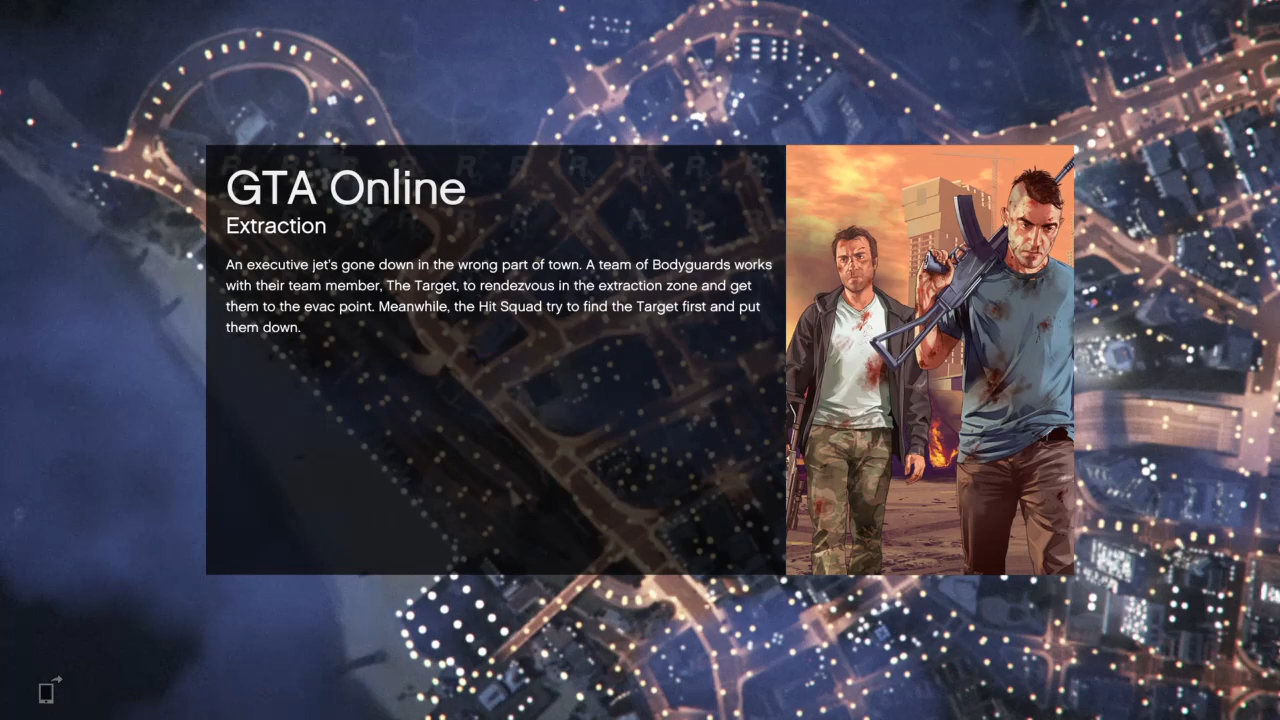 GTA Online
Extraction
An executive jet's gone down in the wrong part of town. A team of Bodyguards works
with their team member, The Target, to rendezvous in the extraction zone and get
them to the evac point. Meanwhile, the Hit Squad try to find the Target first and put
them down.